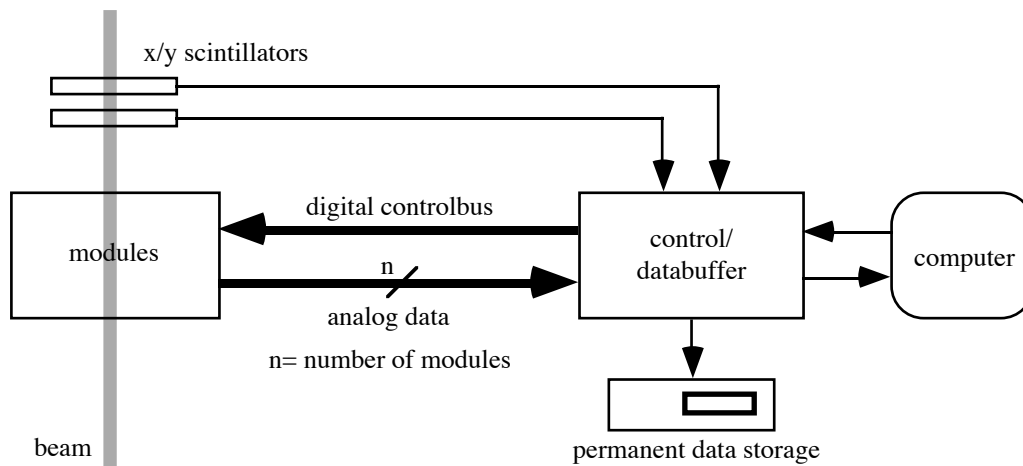 x/y scintillators
digital controlbus
modules
control/
databuffer
computer
n
analog data
n= number of modules
beam
permanent data storage